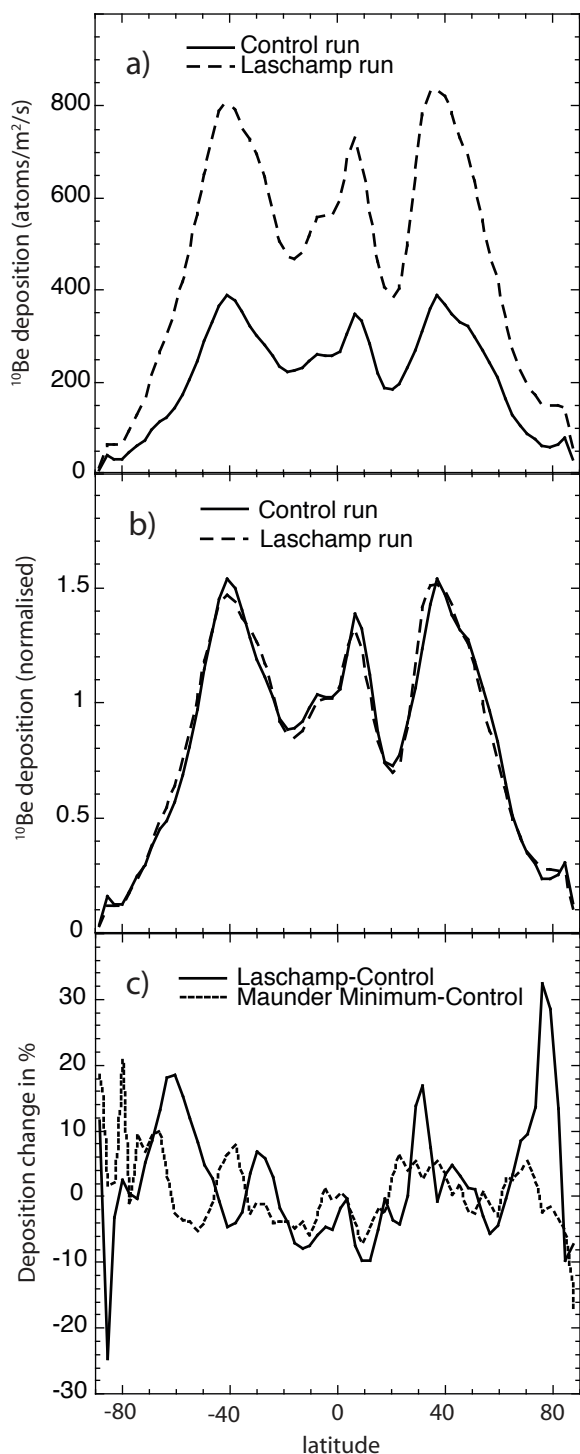 a)
Control run
Laschamp run
800
600
400
200
0
¹⁰Be deposition (atoms/m²/s)
b)
Control run
Laschamp run
1.5
1
0.5
0
¹⁰Be deposition (normalised)
c)
Laschamp-Control
Maunder Minimum-Control
30
20
10
0
-10
-20
-30
Deposition change in %
-80 -40 0 40 80
latitude